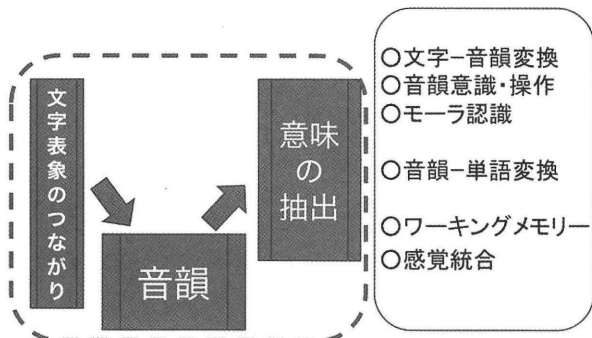 文字表象のつながり
音韻
意味の抽出
○文字−音韻変換
○音韻意識・操作
○モーラ認識
○音韻−単語変換
○ワーキングメモリー
○感覚統合